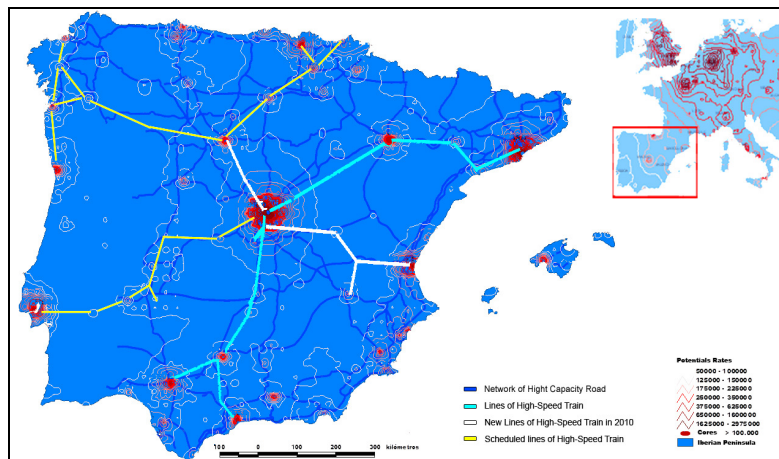 Potentials Rates
50000 - 100000
125000 - 150000
175000 - 225000
250000 - 350000
375000 - 625000
650000 - 1600000
1625000 - 2975000
Cores > 100.000
Iberian Peninsula
Network of Hight Capacity Road
Lines of High-Speed Train
New Lines of High-Speed Train in 2010
Scheduled lines of High-Speed Train
100 0 100 200 300
kilómetros